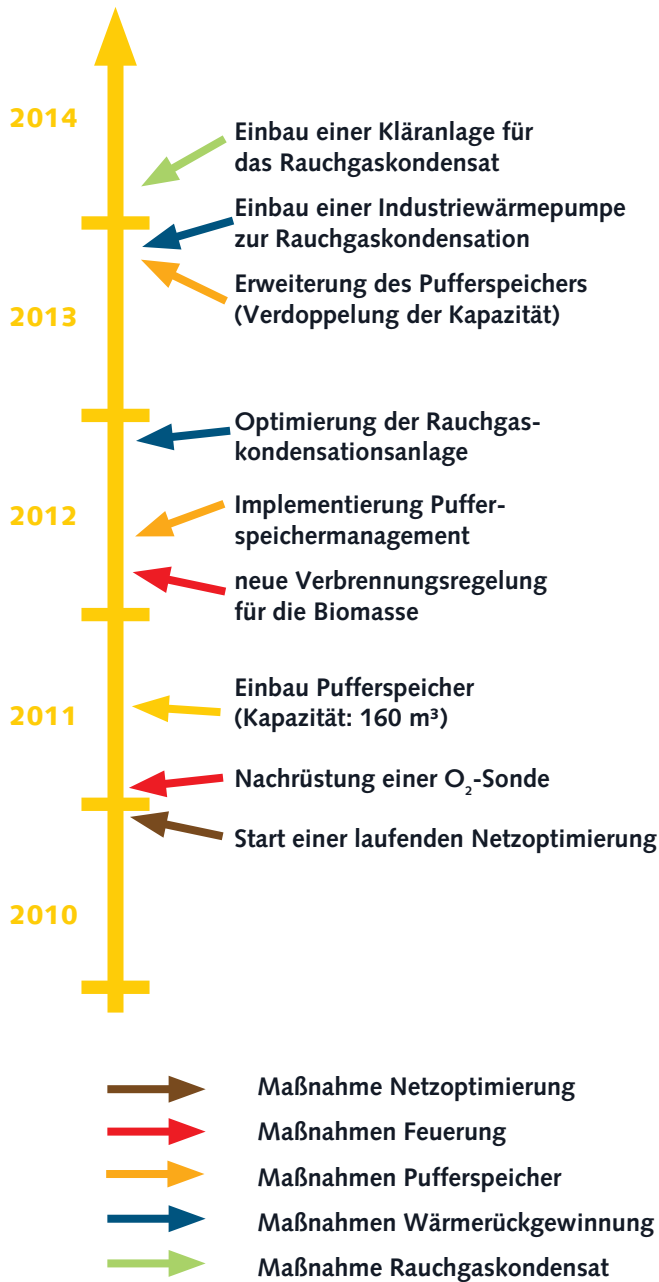 2014
Einbau einer Kläranlage für
das Rauchgaskondensat
Einbau einer Industriewärmepumpe
zur Rauchgaskondensation
Erweiterung des Pufferspeichers
(Verdoppelung der Kapazität)
2013
Optimierung der Rauchgas-
kondensationsanlage
2012
Implementierung Puffer-
speichermanagement
neue Verbrennungsregelung
für die Biomasse
2011
Einbau Pufferspeicher
(Kapazität: 160 m³)
Nachrüstung einer O₂-Sonde
Start einer laufenden Netzoptimierung
2010
Maßnahme Netzoptimierung
Maßnahmen Feuerung
Maßnahmen Pufferspeicher
Maßnahmen Wärmerückgewinnung
Maßnahme Rauchgaskondensat